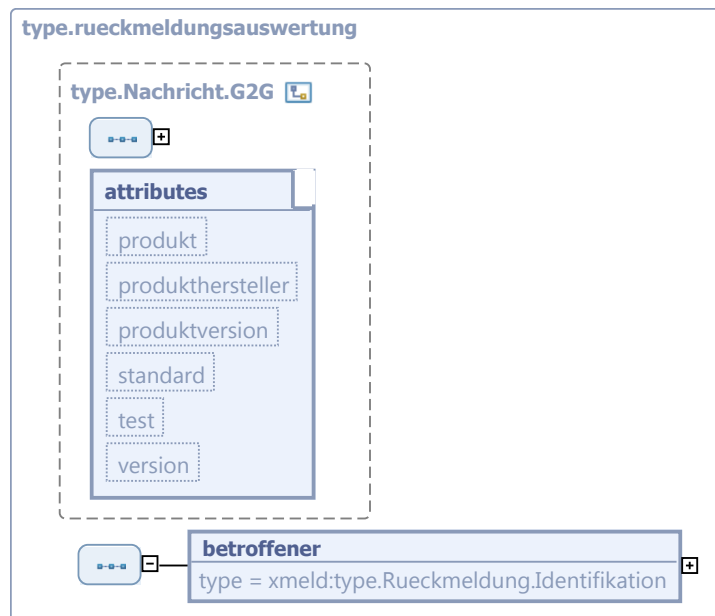 type.rueckmeldungsauswertung
type.Nachricht.G2G
attributes
produkt
produkthersteller
produktversion
standard
test
version
betroffener
type = xmeld:type.Rueckmeldung.Identifikation